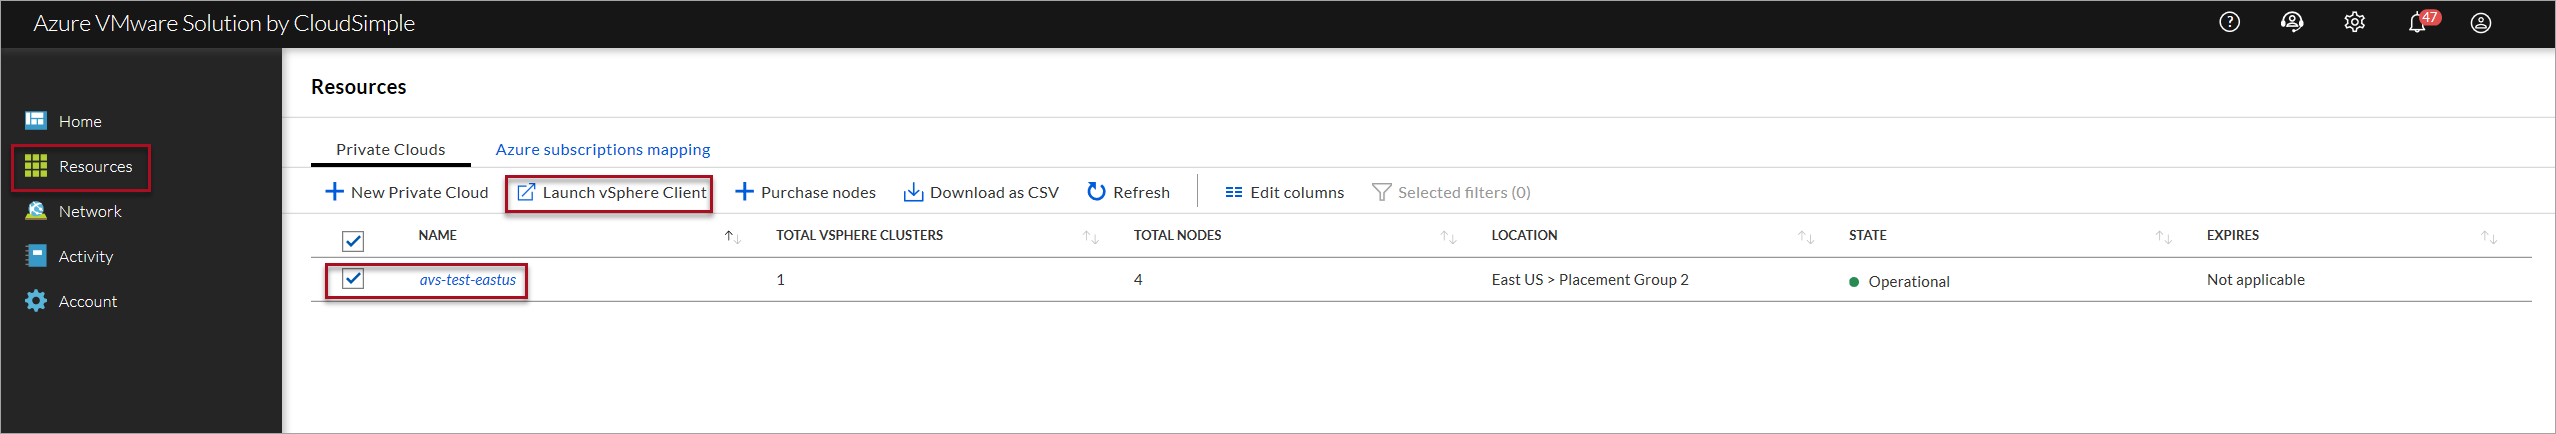 Azure VMware Solution by CloudSimple
47
Home
Resources
Network
Activity
Account
Resources
Private Clouds Azure subscriptions mapping
New Private Cloud Launch vSphere Client Purchase nodes Download as CSV Refresh Edit columns Selected filters (0)
NAME TOTAL VSPHERE CLUSTERS TOTAL NODES LOCATION STATE EXPIRES
avs-test-eastus 1 4 East US > Placement Group 2 Operational Not applicable